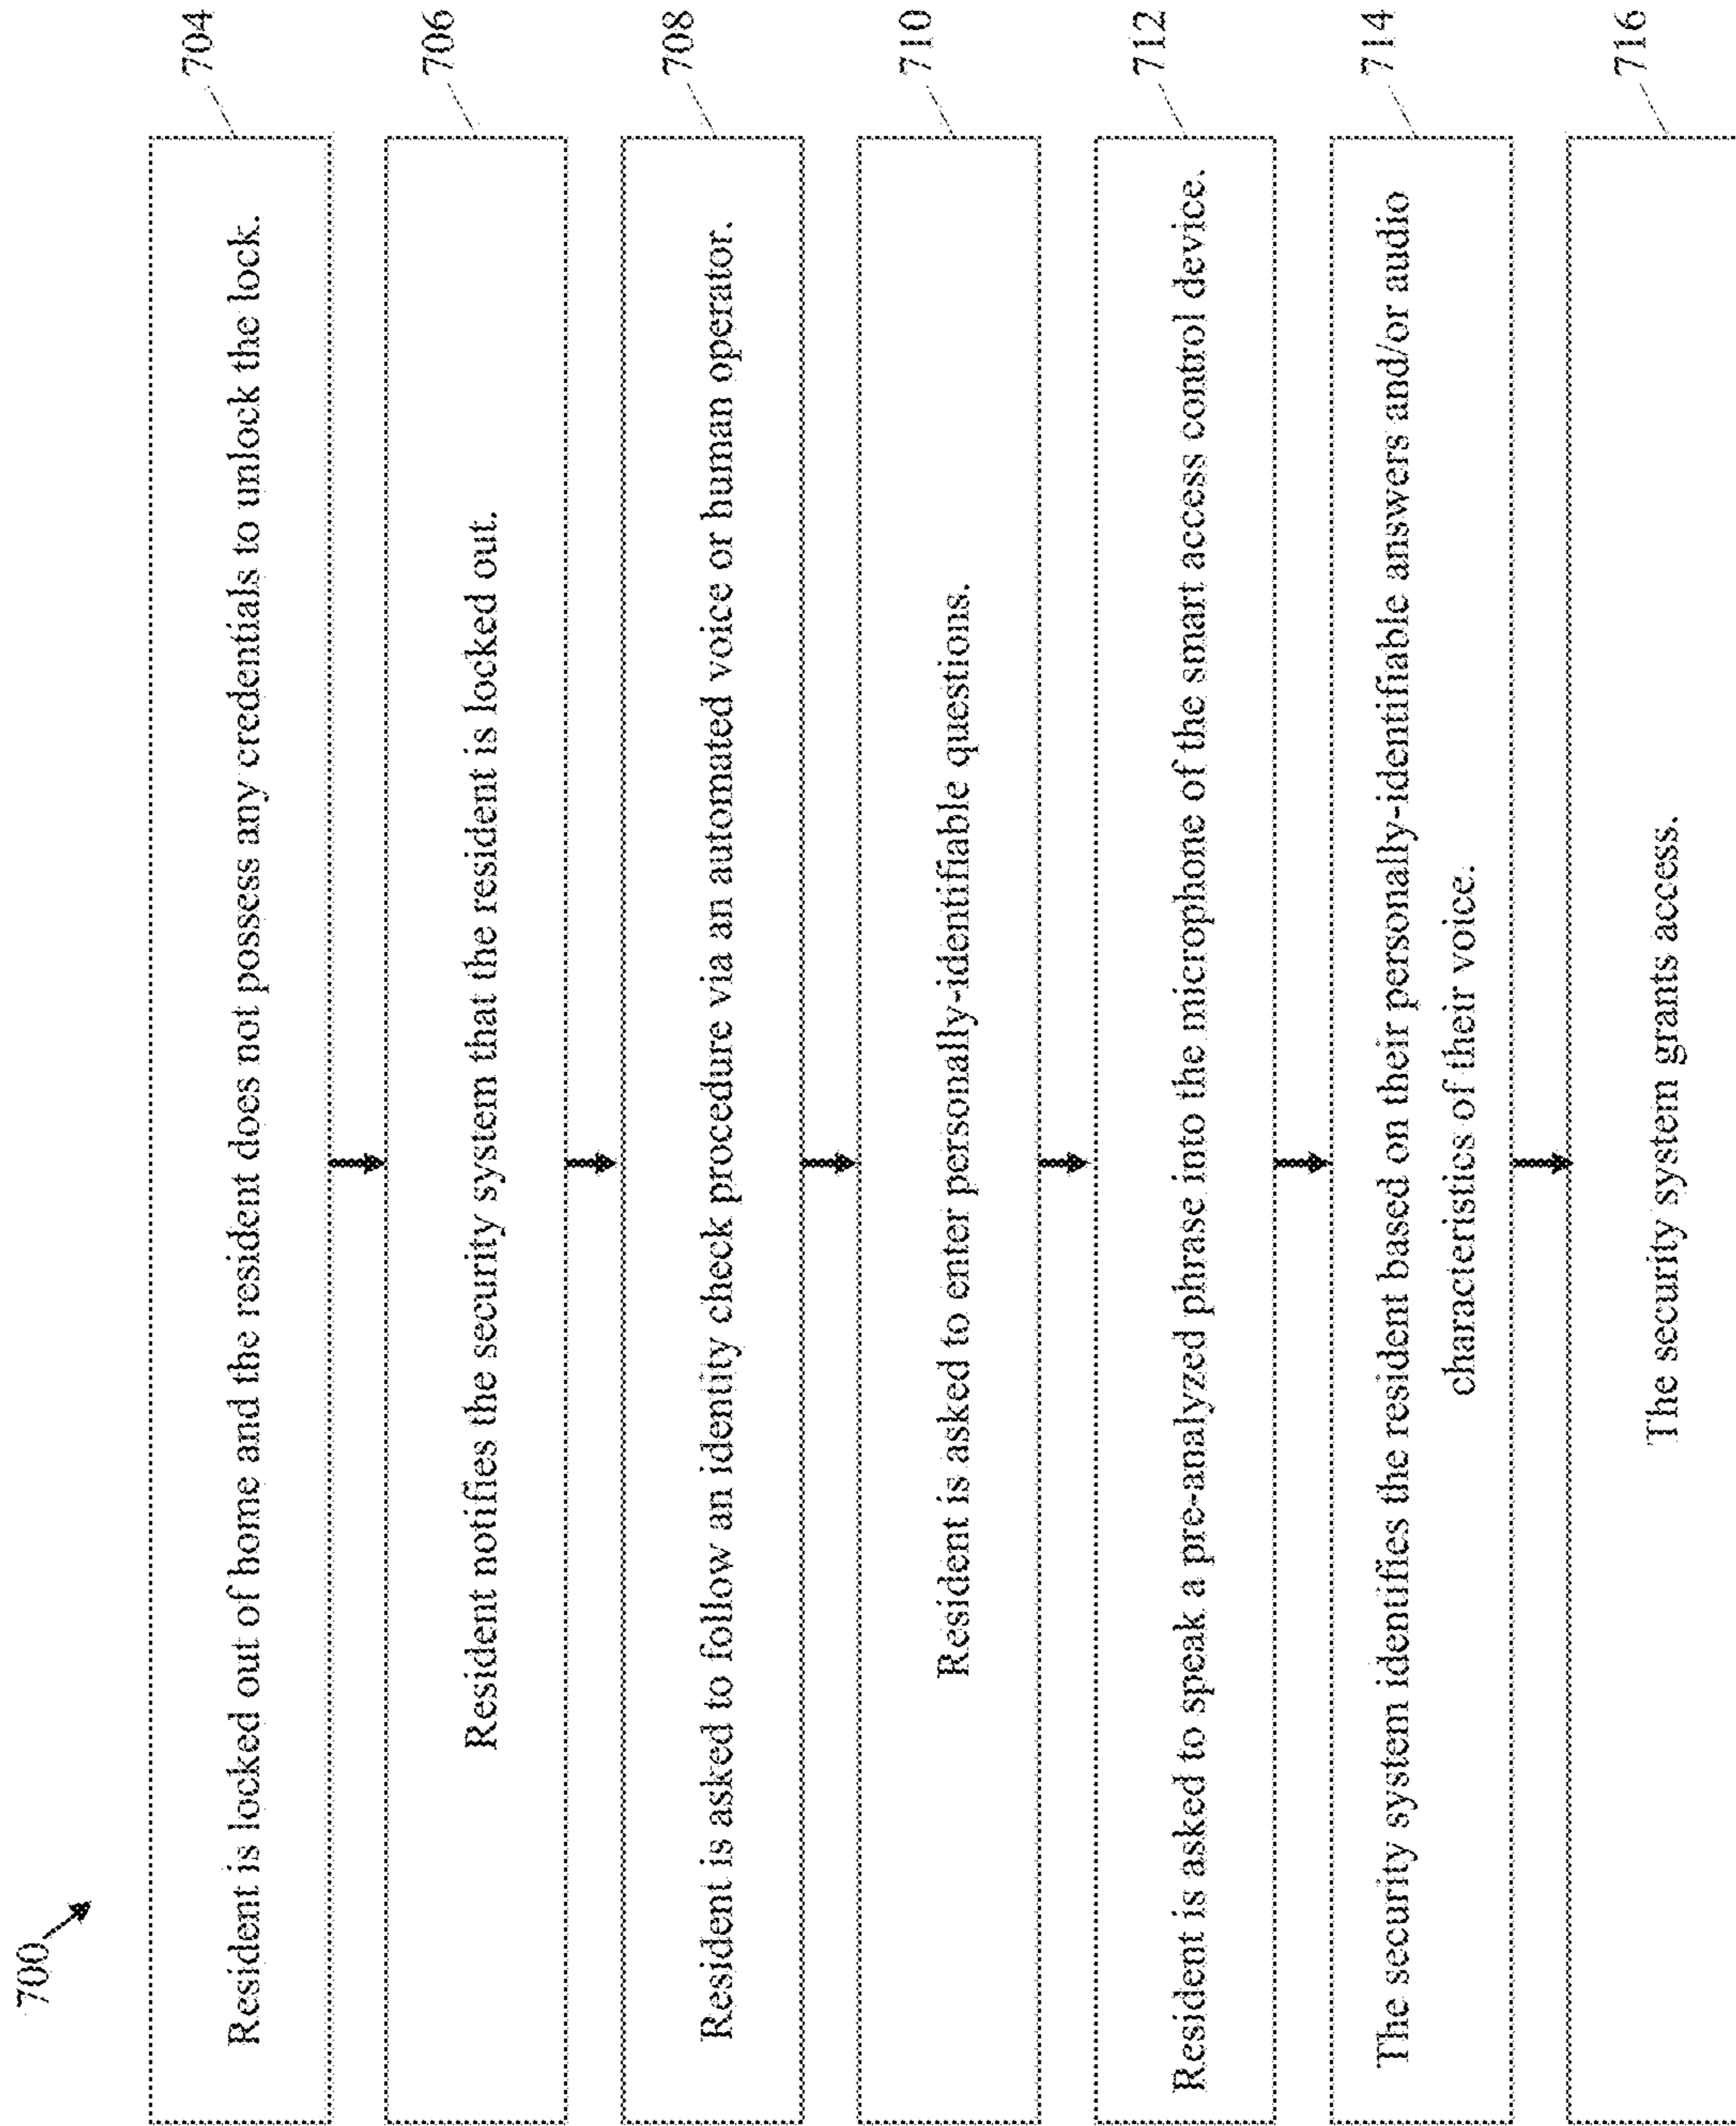 700
Resident is locked out of home and the resident does not possess any credentials to unlock the lock.
704
Resident notifies the security system that the resident is locked out.
706
Resident is asked to follow an identity check procedure via an automated voice or human operator.
708
Resident is asked to enter personally-identifiable questions.
710
Resident is asked to speak a pre-analyzed phrase into the microphone of the smart access control device.
712
The security system identifies the resident based on their personally-identifiable answers and/or audio
characteristics of their voice.
714
The security system grants access.
716